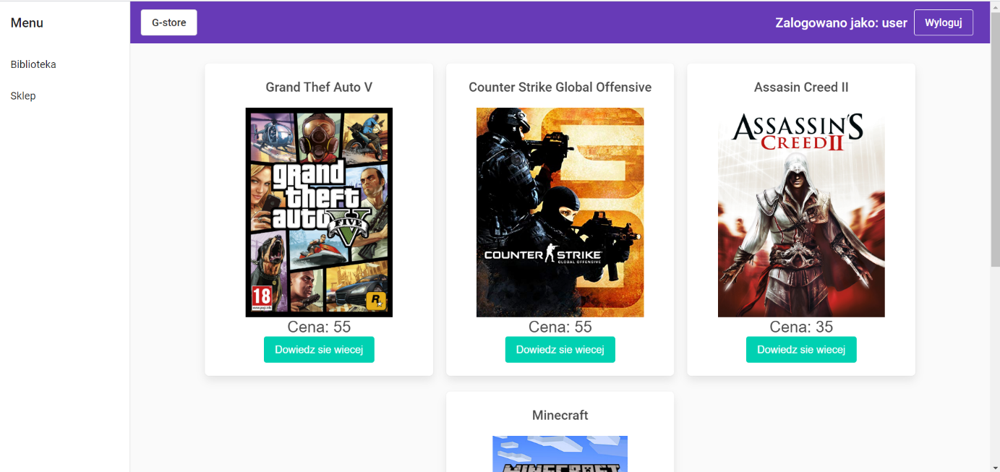 Menu
G-store
Zalogowano jako: user
Wyloguj
Biblioteka
Sklep
Grand Thef Auto V
Counter Strike Global Offensive
Assasin Creed II
grand
theft
auto
V
FIVE
18
R
COUNTER STRIKE
GLOBAL OFFENSIVE
ASSASSIN'S
CREED II
Cena: 55
Cena: 55
Cena: 35
Dowiedz sie wiecej
Dowiedz sie wiecej
Dowiedz sie wiecej
Minecraft
MINECRAFT